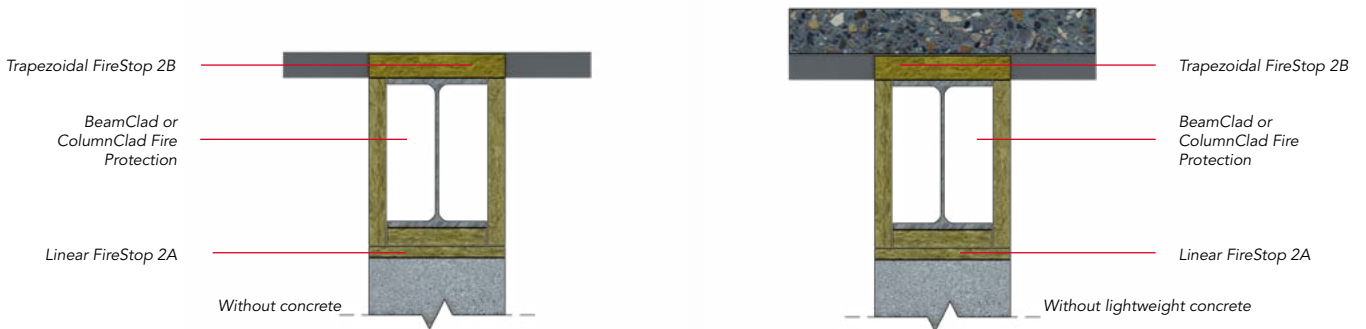 Trapezoidal FireStop 2B
BeamClad or
ColumnClad Fire
Protection
Linear FireStop 2A
Without concrete
Trapezoidal FireStop 2B
BeamClad or
ColumnClad Fire
Protection
Linear FireStop 2A
Without lightweight concrete